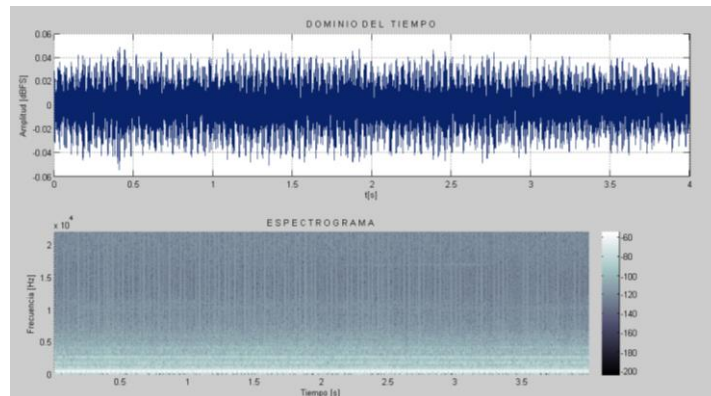 DOMINIO DEL TIEMPO
0.06
0.04
0.02
0
-0.02
-0.04
-0.06
Amplitud [dBFS]
0 0.5 1 1.5 2 2.5 3 3.5 4
t[s]
ESPECTROGRAMA
x 10⁴
2
1.5
1
0.5
0
Frecuencia [Hz]
0.5 1 1.5 2 2.5 3 3.5
Tiempo [s]
-60
-80
-100
-120
-140
-160
-180
-200